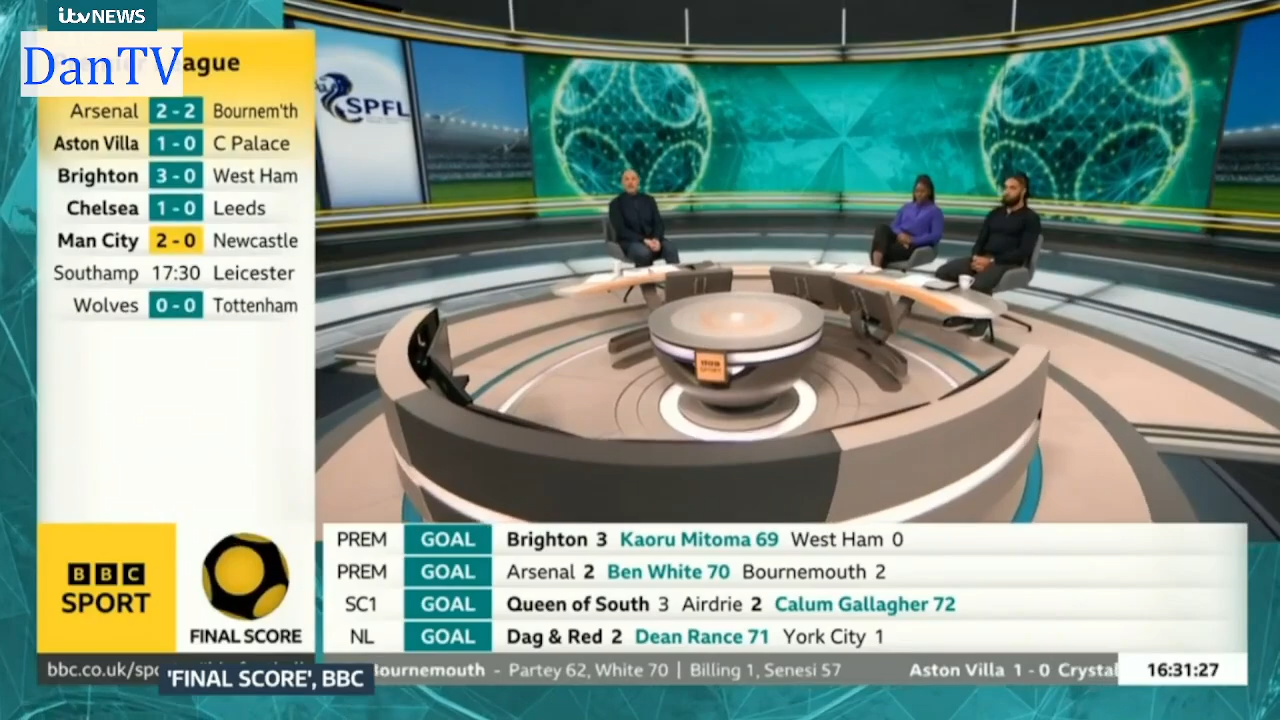 itv NEWS
DanTV
ague
SPFL
Arsenal 2 - 2 Bournem'th
Aston Villa 1 - 0 C Palace
Brighton 3 - 0 West Ham
Chelsea 1 - 0 Leeds
Man City 2 - 0 Newcastle
Southamp 17:30 Leicester
Wolves 0 - 0 Tottenham
PREM GOAL Brighton 3 Kaoru Mitoma 69 West Ham 0
PREM GOAL Arsenal 2 Ben White 70 Bournemouth 2
SC1 GOAL Queen of South 3 Airdrie 2 Calum Gallagher 72
NL GOAL Dag & Red 2 Dean Rance 71 York City 1
BBC
SPORT
FINAL SCORE
bbc.co.uk/spo
Bournemouth - Partey 62, White 70 | Billing 1, Senesi 57 Aston Villa 1 - 0 Crystal
16:31:27
'FINAL SCORE', BBC